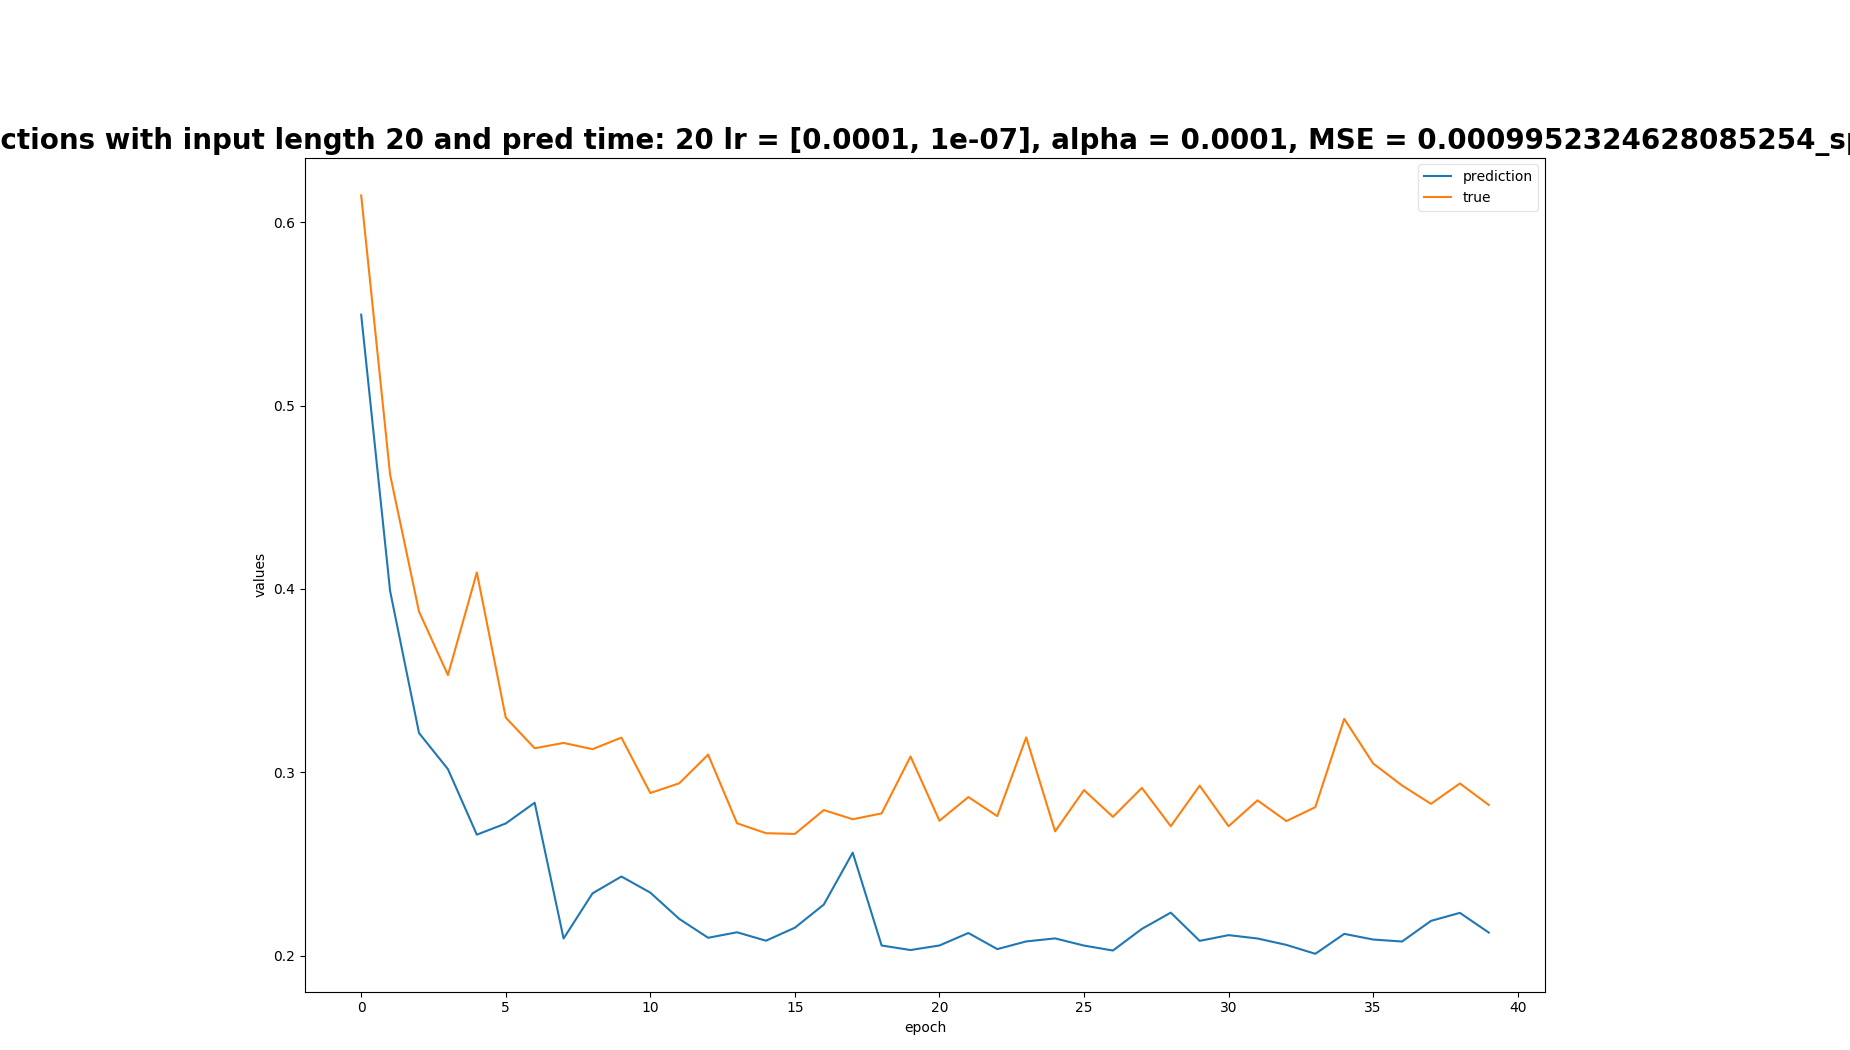 ctions with input length 20 and pred time: 20 lr = [0.0001, 1e-07], alpha = 0.0001, MSE = 0.0009952324628085254_sp
prediction
true
0.6
0.5
0.4
0.3
0.2
values
0 5 10 15 20 25 30 35 40
epoch